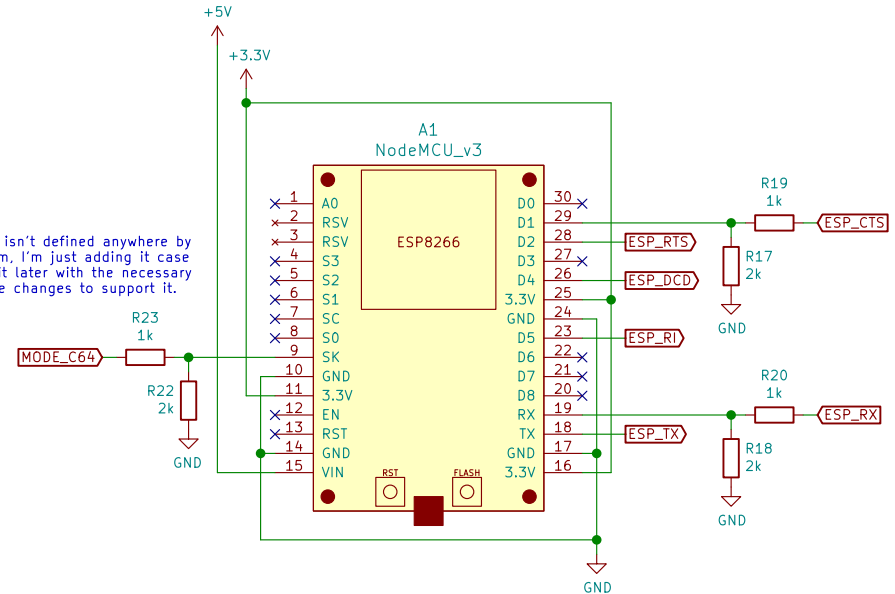 +5V
+3.3V
A1
NodeMCU_v3
ESP8266
1 A0
2 RSV
3 RSV
4 S3
5 S2
6 S1
7 SC
8 S0
9 SK
10 GND
11 3.3V
12 EN
13 RST
14 GND
15 VIN
D0 30
D1 29
D2 28
D3 27
D4 26
3.3V 25
GND 24
D5 23
D6 22
D7 21
D8 20
RX 19
TX 18
GND 17
3.3V 16
RST
FLASH
isn't defined anywhere by
, I'm just adding it case
it later with the necessary
changes to support it.
R23
1k
MODE_C64
R22
2k
GND
R19
1k
ESP_CTS
ESP_RTS
R17
2k
ESP_DCD
GND
ESP_RI
R20
1k
ESP_RX
ESP_TX
R18
2k
GND
GND